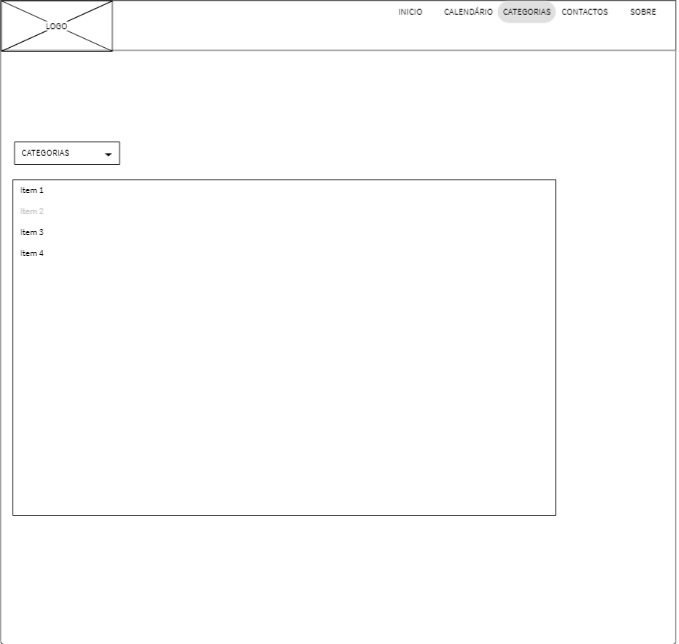 LOGO
INICIO CALENDÁRIO CATEGORIAS CONTACTOS SOBRE
CATEGORIAS
Item 1
Item 2
Item 3
Item 4